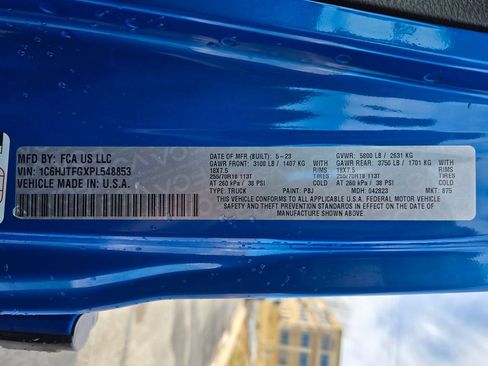 MFD BY: FCA US LLC
VIN: 1C6HJTFGXPL548853
VEHICLE MADE IN: U.S.A.
DATE OF MFR (BUILT): 5-23 GVWR: 5800 LB / 2631 KG
GAWR FRONT: 3100 LB / 1407 KG GAWR REAR: 3750 LB / 1701 KG
18X7.5 RIMS 18X7.5 RIMS
255/70R18 113T TIRES 255/70R18 113T TIRES
AT 260 kPa / 38 PSI AT 260 kPa / 38 PSI
TYPE: TRUCK PAINT: PBJ MDH: 042823 MKT: 875
THIS VEHICLE CONFORMS TO ALL APPLICABLE U.S.A. FEDERAL MOTOR VEHICLE
SAFETY AND THEFT PREVENTION STANDARDS IN EFFECT ON THE DATE OF
MANUFACTURE SHOWN ABOVE.